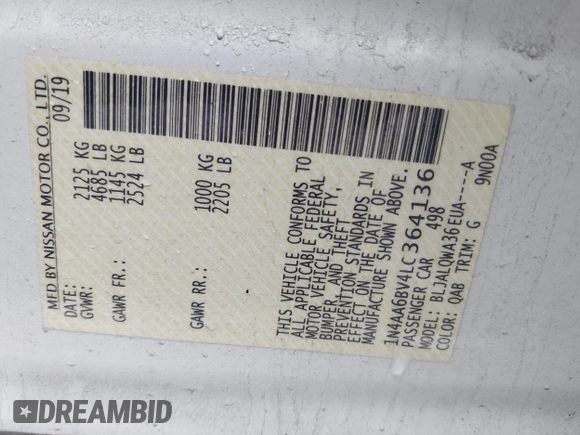 MFD BY NISSAN MOTOR CO., LTD.
DATE: 09/19
GVWR: 2125 KG
4685 LB
GAWR FR.: 1145 KG
2524 LB
GAWR RR.: 1000 KG
2205 LB
THIS VEHICLE CONFORMS TO
ALL APPLICABLE FEDERAL
MOTOR VEHICLE SAFETY,
BUMPER, AND THEFT
PREVENTION STANDARDS IN
EFFECT ON THE DATE OF
MANUFACTURE SHOWN ABOVE.
1N4AA6BV4LC364136
PASSENGER CAR 498
MODEL: BLJALQWA36EUA----A
COLOR: QAB TRIM: G 9N00A
DREAMBID